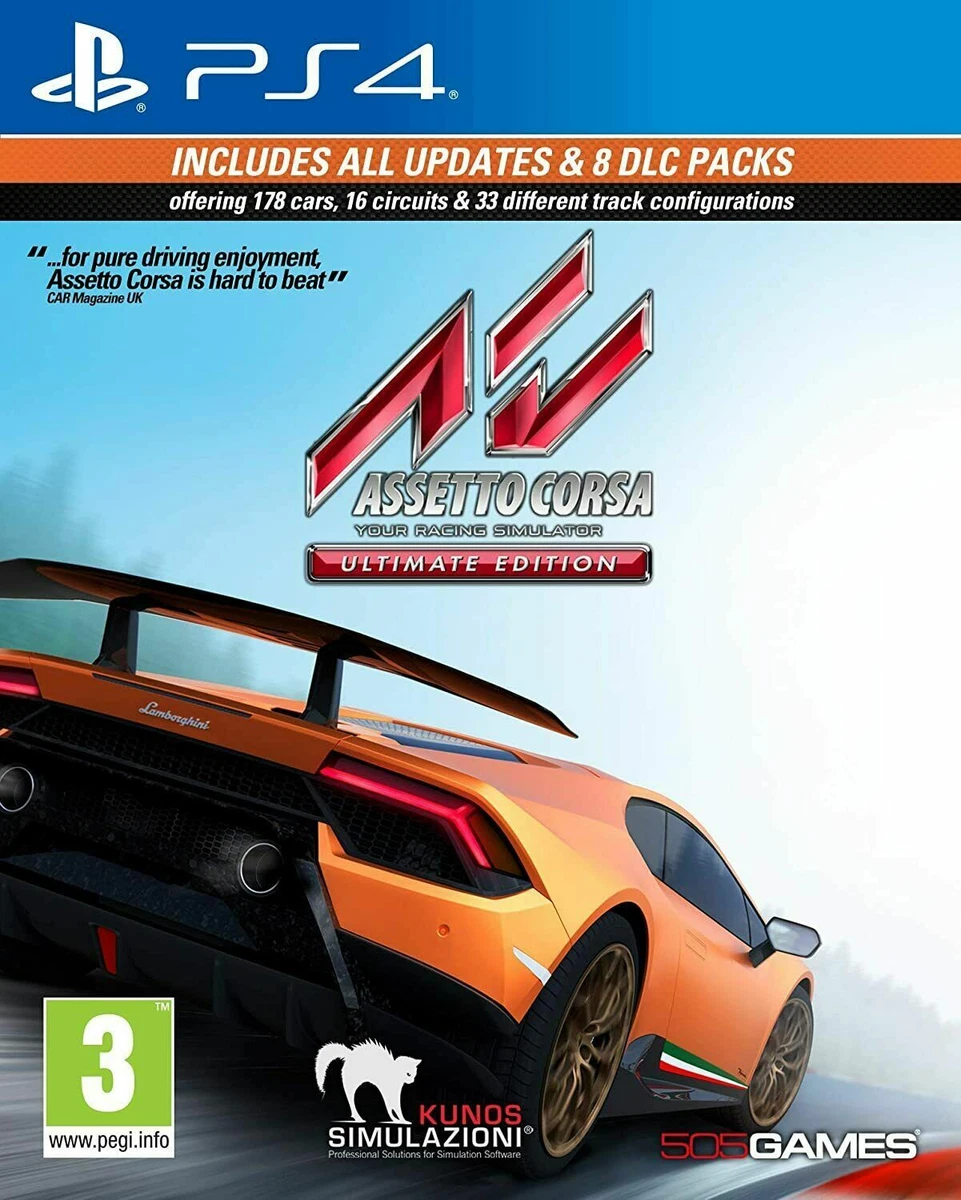 PS4®
INCLUDES ALL UPDATES & 8 DLC PACKS
offering 178 cars, 16 circuits & 33 different track configurations
“...for pure driving enjoyment,
Assetto Corsa is hard to beat”
CAR Magazine UK
ASSETTO CORSA
YOUR RACING SIMULATOR
ULTIMATE EDITION
Lamborghini
3™
www.pegi.info
KUNOS
SIMULAZIONI®
Professional Solutions for Simulation Software
505GAMES®